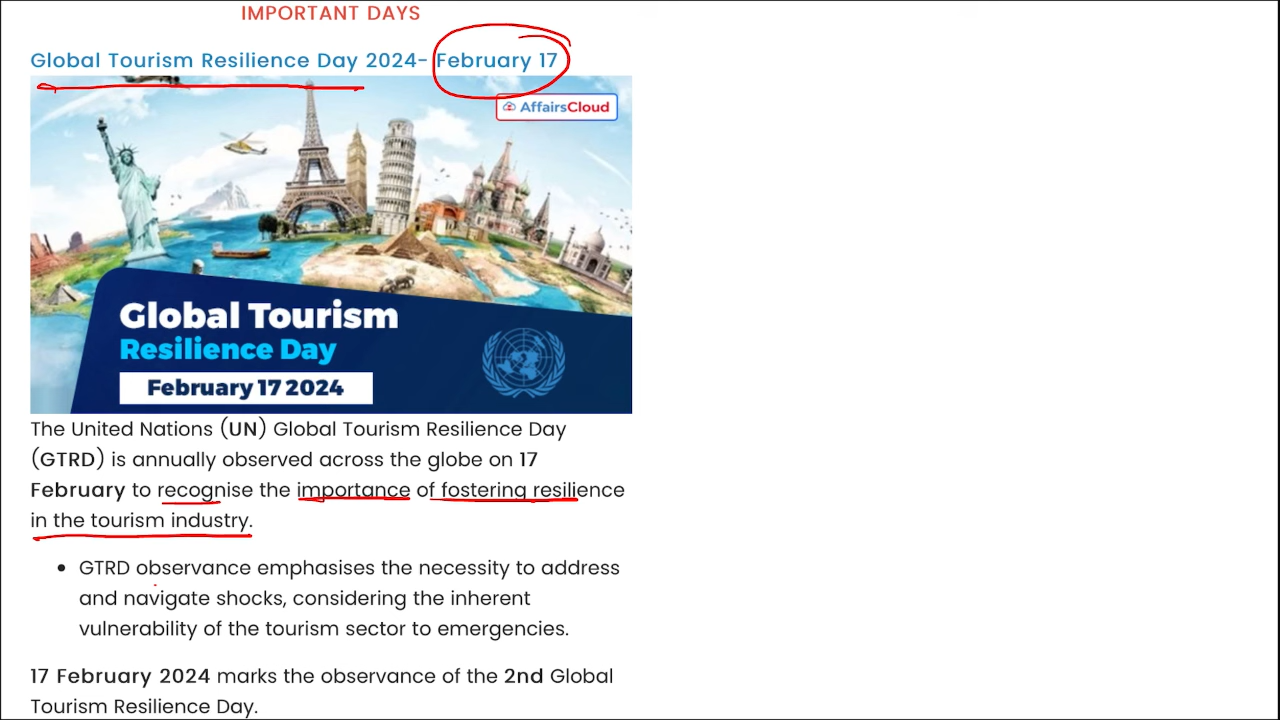 IMPORTANT DAYS
Global Tourism Resilience Day 2024- February 17
AffairsCloud
Global Tourism
Resilience Day
February 17 2024
The United Nations (UN) Global Tourism Resilience Day
(GTRD) is annually observed across the globe on 17
February to recognise the importance of fostering resilience
in the tourism industry.
• GTRD observance emphasises the necessity to address
and navigate shocks, considering the inherent
vulnerability of the tourism sector to emergencies.
17 February 2024 marks the observance of the 2nd Global
Tourism Resilience Day.